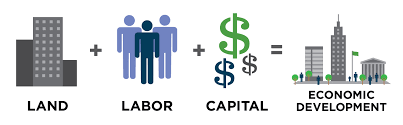 + + $ $ $ =
LAND LABOR CAPITAL ECONOMIC
DEVELOPMENT